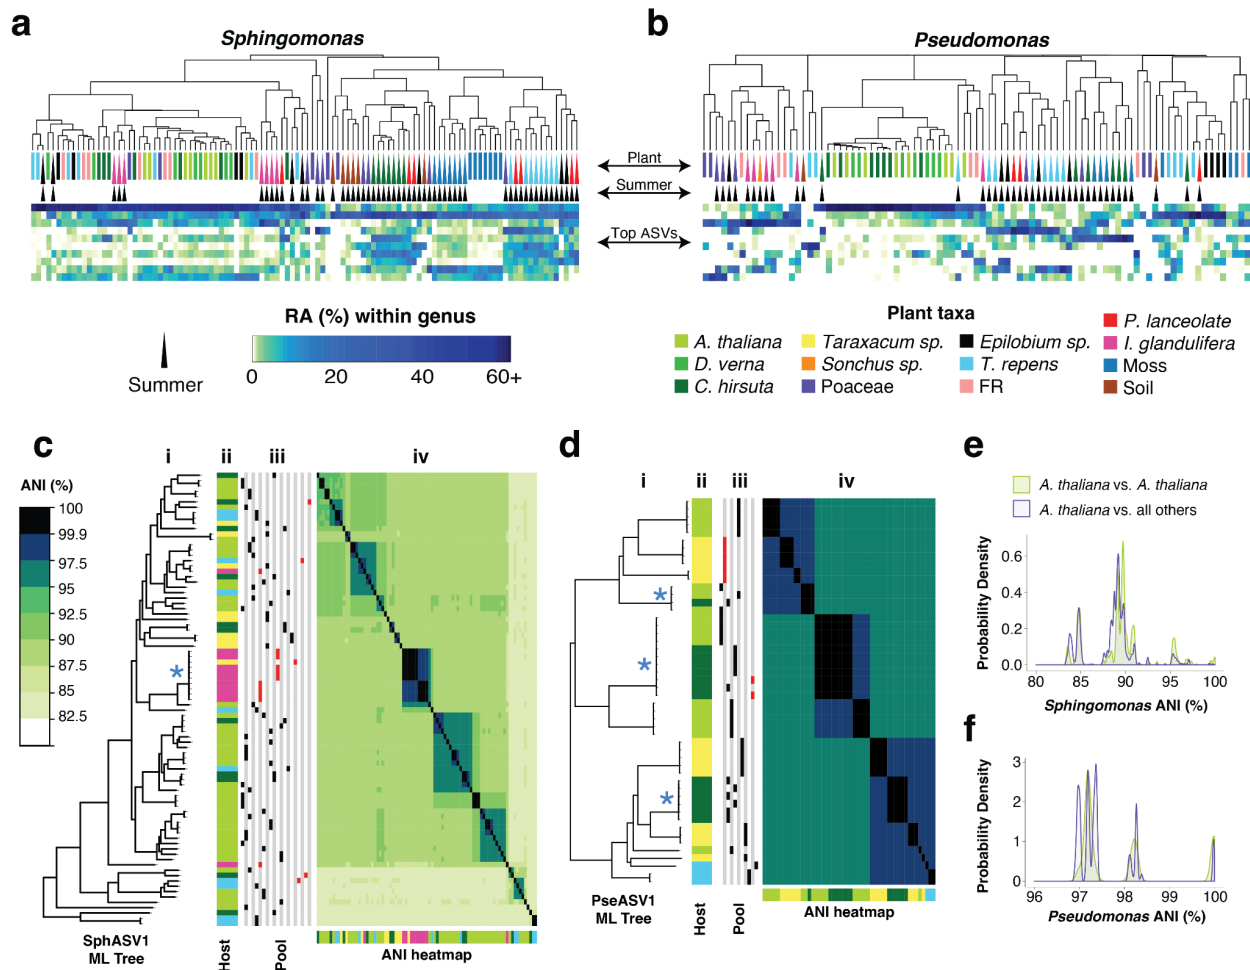 a
Sphingomonas
b
Pseudomonas
Plant
Summer
Top ASVs
Summer
RA (%) within genus
0 20 40 60+
Plant taxa
A. thaliana
D. verna
C. hirsuta
Taraxacum sp.
Sonchus sp.
Poaceae
Epilobium sp.
T. repens
FR
P. lanceolate
I. glandulifera
Moss
Soil
c
i ii iii iv
ANI (%)
100
99.9
97.5
95
92.5
90
87.5
85
82.5
*
SphASV1
ML Tree
Host
Pool
ANI heatmap
d
i ii iii iv
*
*
*
PseASV1
ML Tree
Host
Pool
ANI heatmap
e
A. thaliana vs. A. thaliana
A. thaliana vs. all others
Probability Density
0.6
0.4
0.2
0.0
80 85 90 95 100
Sphingomonas ANI (%)
f
Probability Density
3
2
1
0
96 97 98 99 100
Pseudomonas ANI (%)